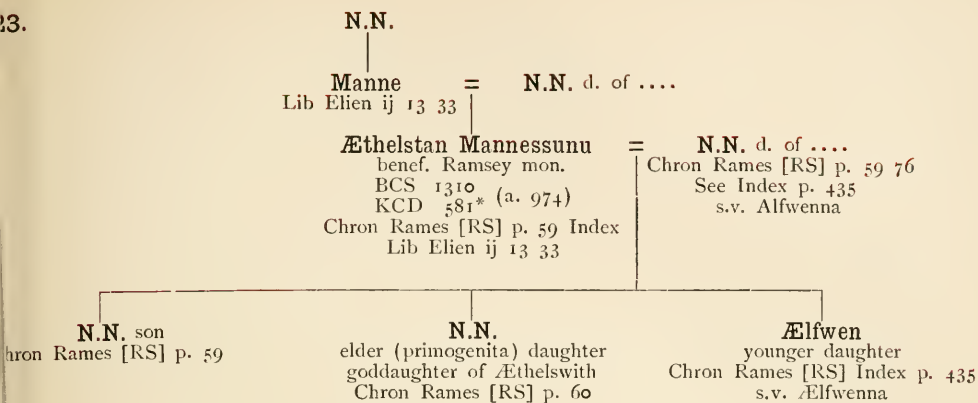 23.
N.N.
Manne = N.N. d. of ....
Lib Elien ij 13 33
Æthelstan Mannessunu = N.N. d. of ....
benef. Ramsey mon.
BCS 1310
KCD 581* (a. 974)
Chron Rames [RS] p. 59 Index
Lib Elien ij 13 33
Chron Rames [RS] p. 59 76
See Index p. 435
s.v. Alfwenna
N.N. son
hron Rames [RS] p. 59
N.N.
elder (primogenita) daughter
goddaughter of Æthelswith
Chron Rames [RS] p. 60
Ælfwen
younger daughter
Chron Rames [RS] Index p. 435
s.v. Ælfwenna